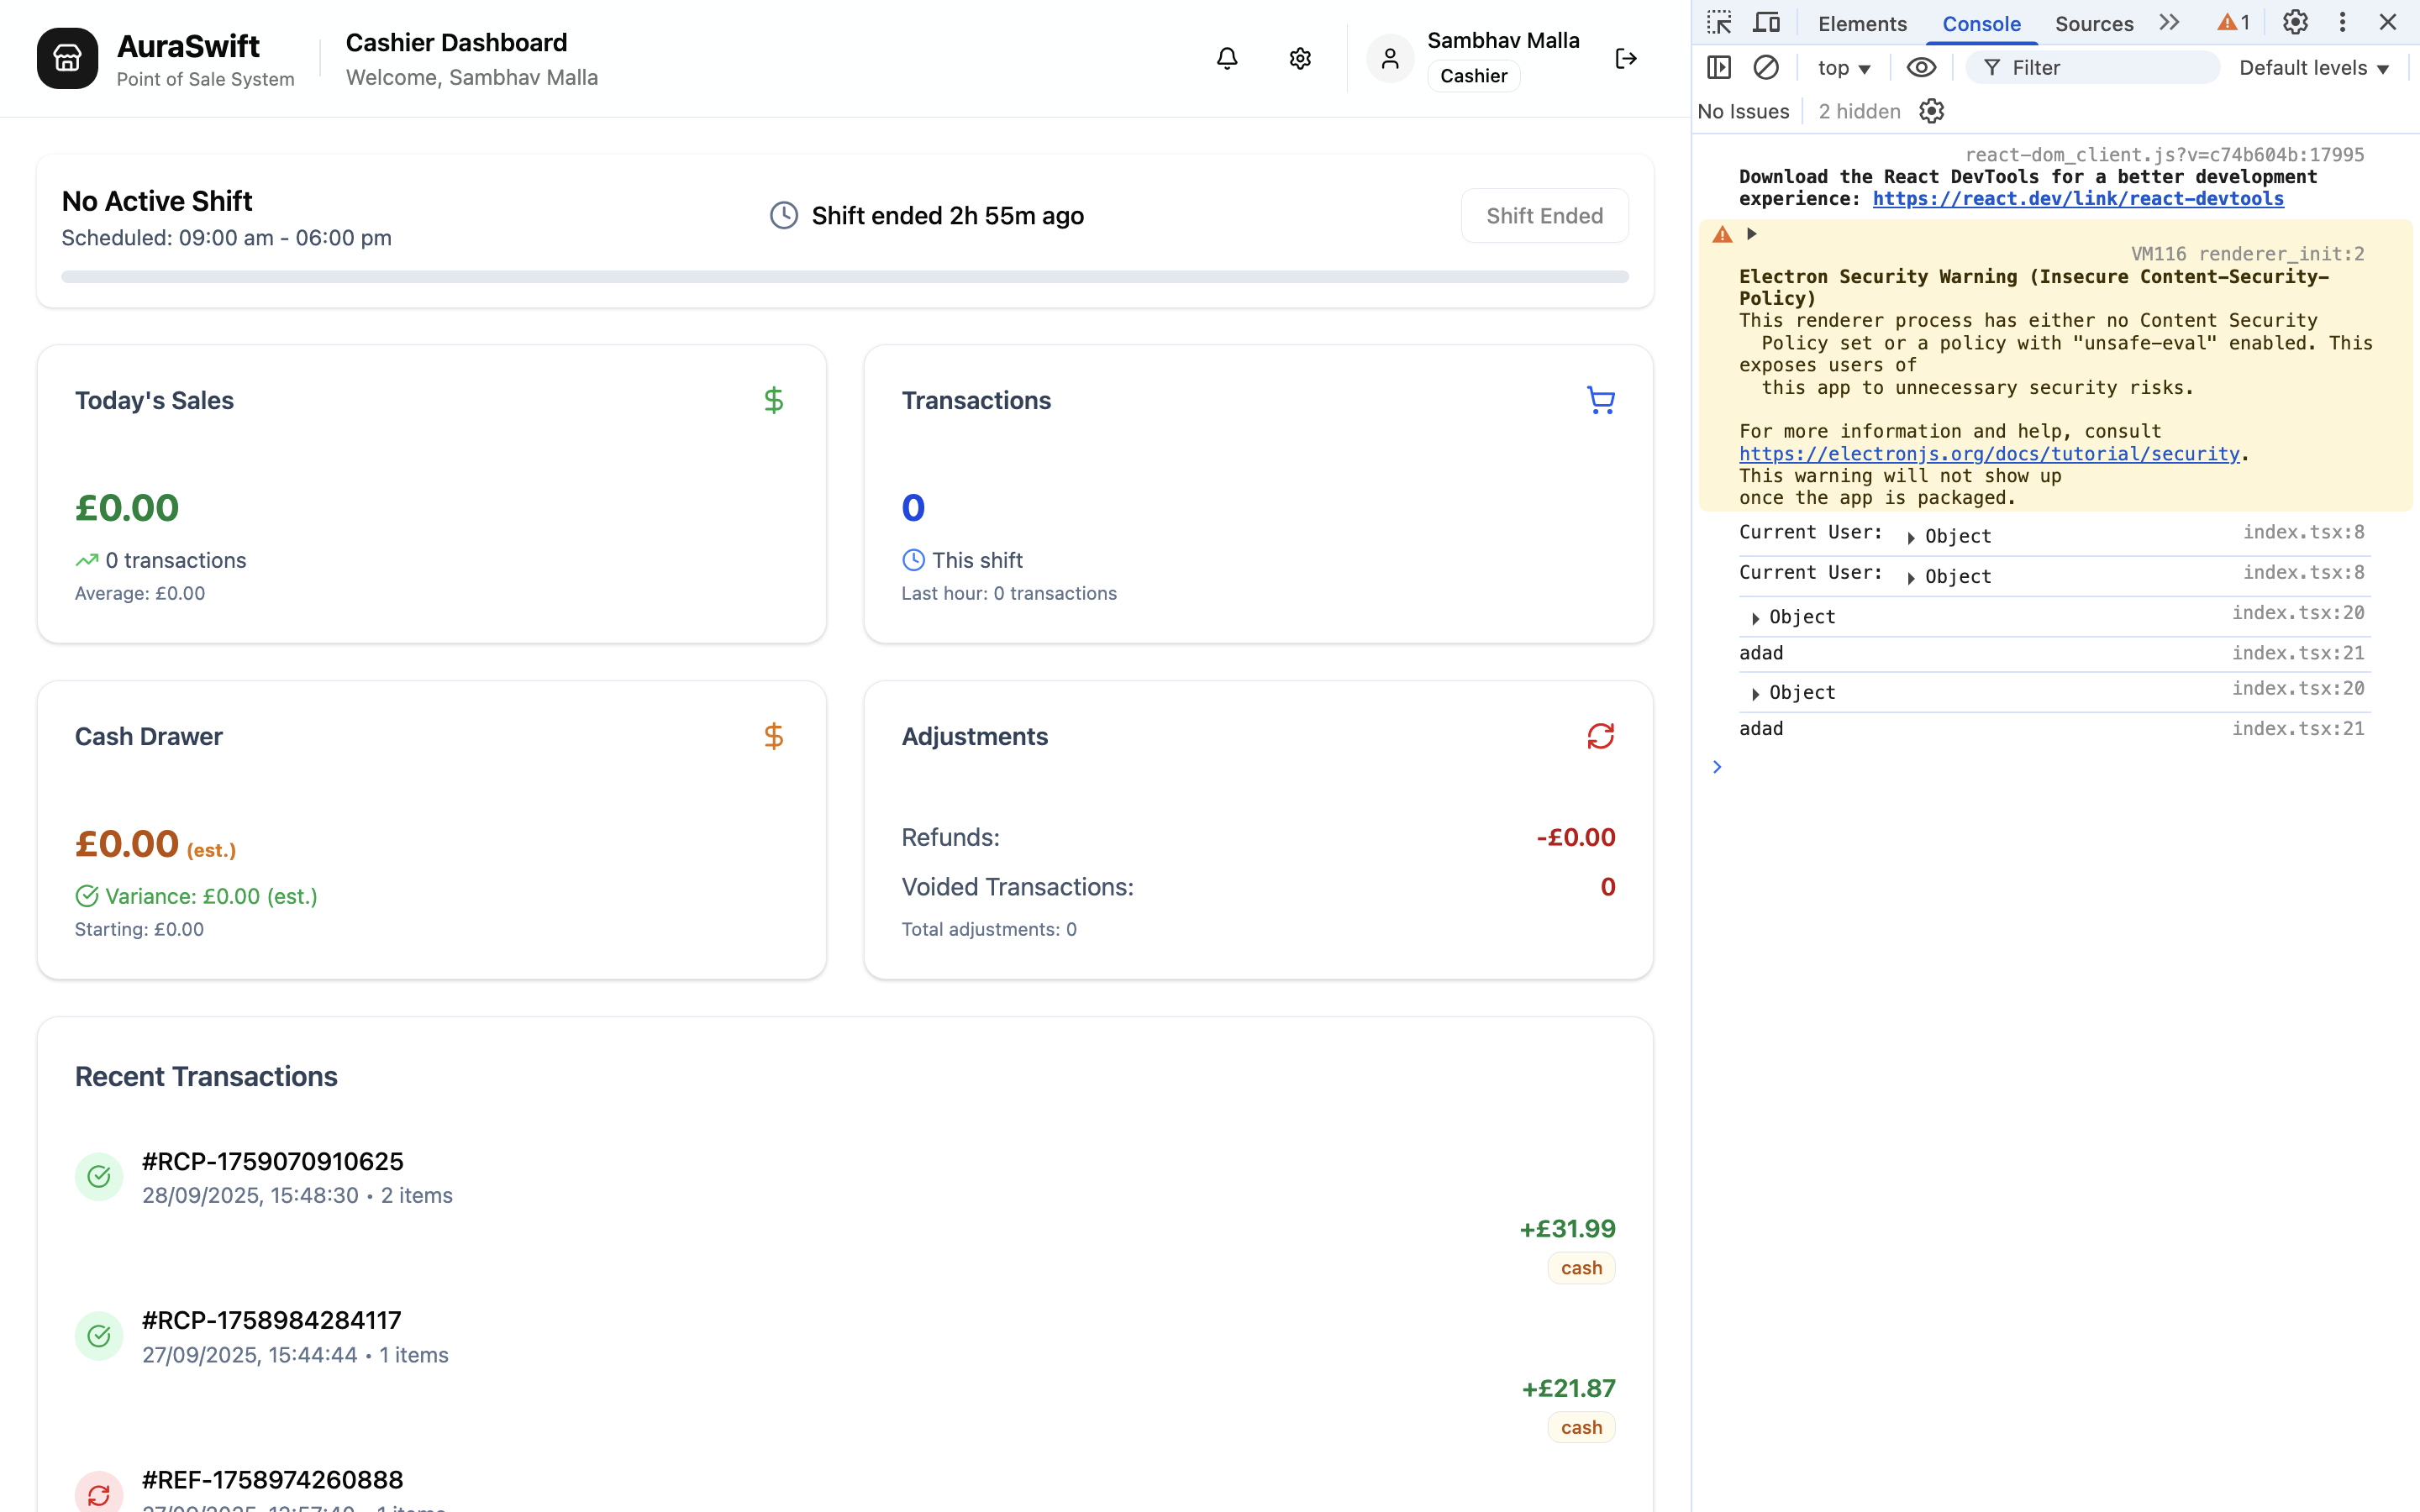 AuraSwift
Point of Sale System
Cashier Dashboard
Welcome, Sambhav Malla
Sambhav Malla
Cashier
No Active Shift
Scheduled: 09:00 am - 06:00 pm
Shift ended 2h 55m ago
Shift Ended
Today's Sales
$
£0.00
0 transactions
Average: £0.00
Transactions
0
This shift
Last hour: 0 transactions
Cash Drawer
$
£0.00 (est.)
Variance: £0.00 (est.)
Starting: £0.00
Adjustments
Refunds: -£0.00
Voided Transactions: 0
Total adjustments: 0
Recent Transactions
#RCP-1759070910625
28/09/2025, 15:48:30 • 2 items
+£31.99
cash
#RCP-1758984284117
27/09/2025, 15:44:44 • 1 items
+£21.87
cash
#REF-1758974260888
27/09/2025, 12:57:40 • 1 items
Elements Console Sources 1
top Filter Default levels
No Issues 2 hidden
react-dom_client.js?v=c74b604b:17995
Download the React DevTools for a better development
experience: https://react.dev/link/react-devtools
VM116 renderer_init:2
Electron Security Warning (Insecure Content-Security-
Policy)
This renderer process has either no Content Security
Policy set or a policy with "unsafe-eval" enabled. This
exposes users of
this app to unnecessary security risks.
For more information and help, consult
https://electronjs.org/docs/tutorial/security.
This warning will not show up
once the app is packaged.
Current User: Object index.tsx:8
Current User: Object index.tsx:8
Object index.tsx:20
adad index.tsx:21
Object index.tsx:20
adad index.tsx:21